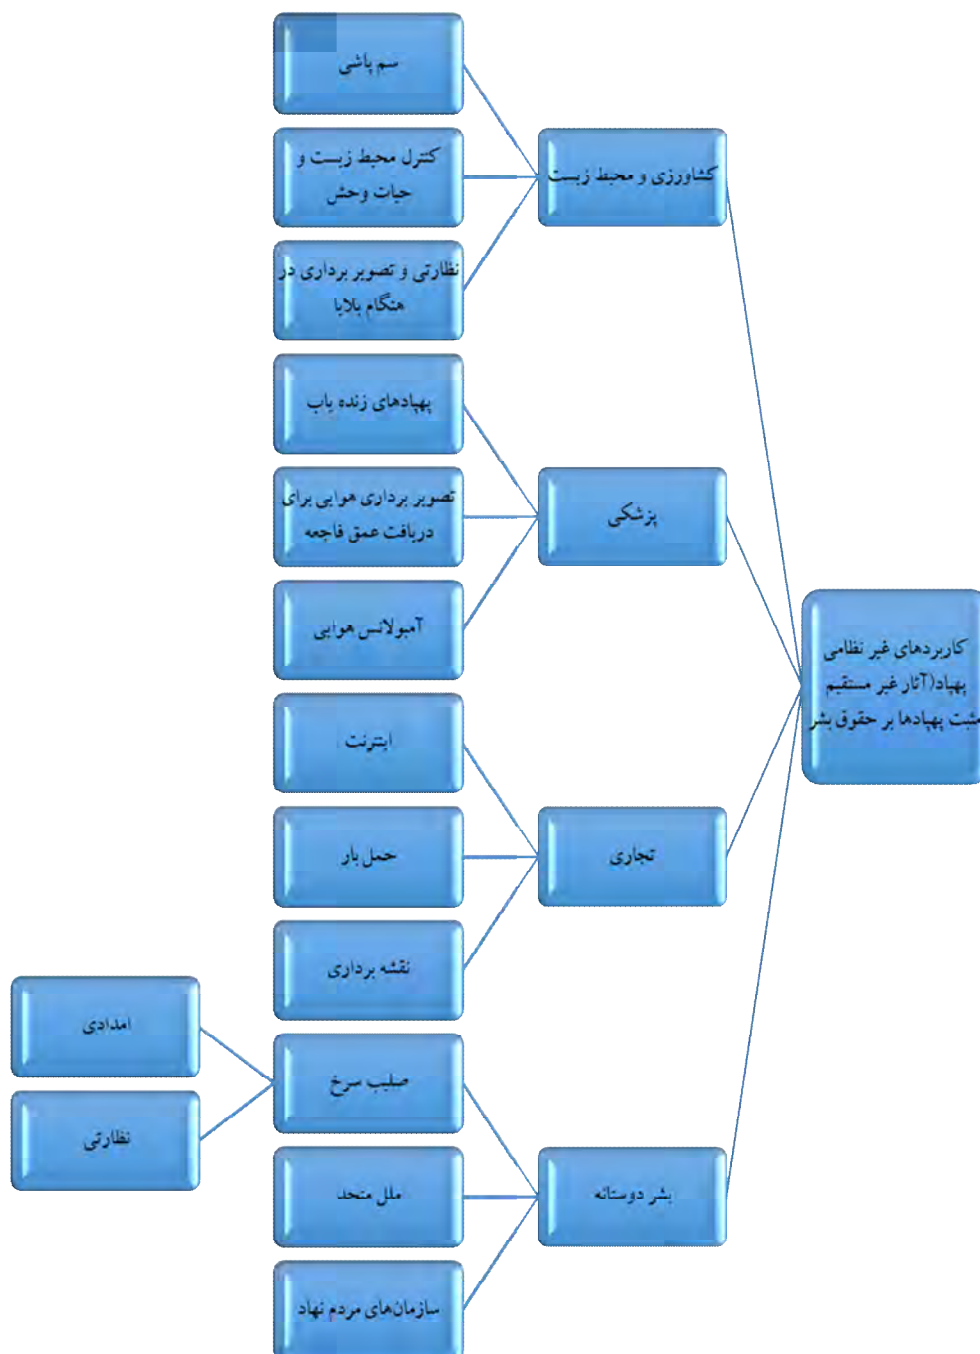 کاربردهای غیر نظامی
پهپاد(آثار غیر مستقیم
مثبت پهپادها بر حقوق بشر
کشاورزی و محیط زیست
سم پاشی
کنترل محیط زیست و
حیات وحش
نظارتی و تصویر برداری در
هنگام بلایا
پزشکی
پهپادهای زنده یاب
تصویر برداری هوایی برای
دریافت عمق فاجعه
آمبولانس هوایی
تجاری
اینترنت
حمل بار
نقشه برداری
بشر دوستانه
صلیب سرخ
امدادی
نظارتی
ملل متحد
سازمان‌های مردم نهاد